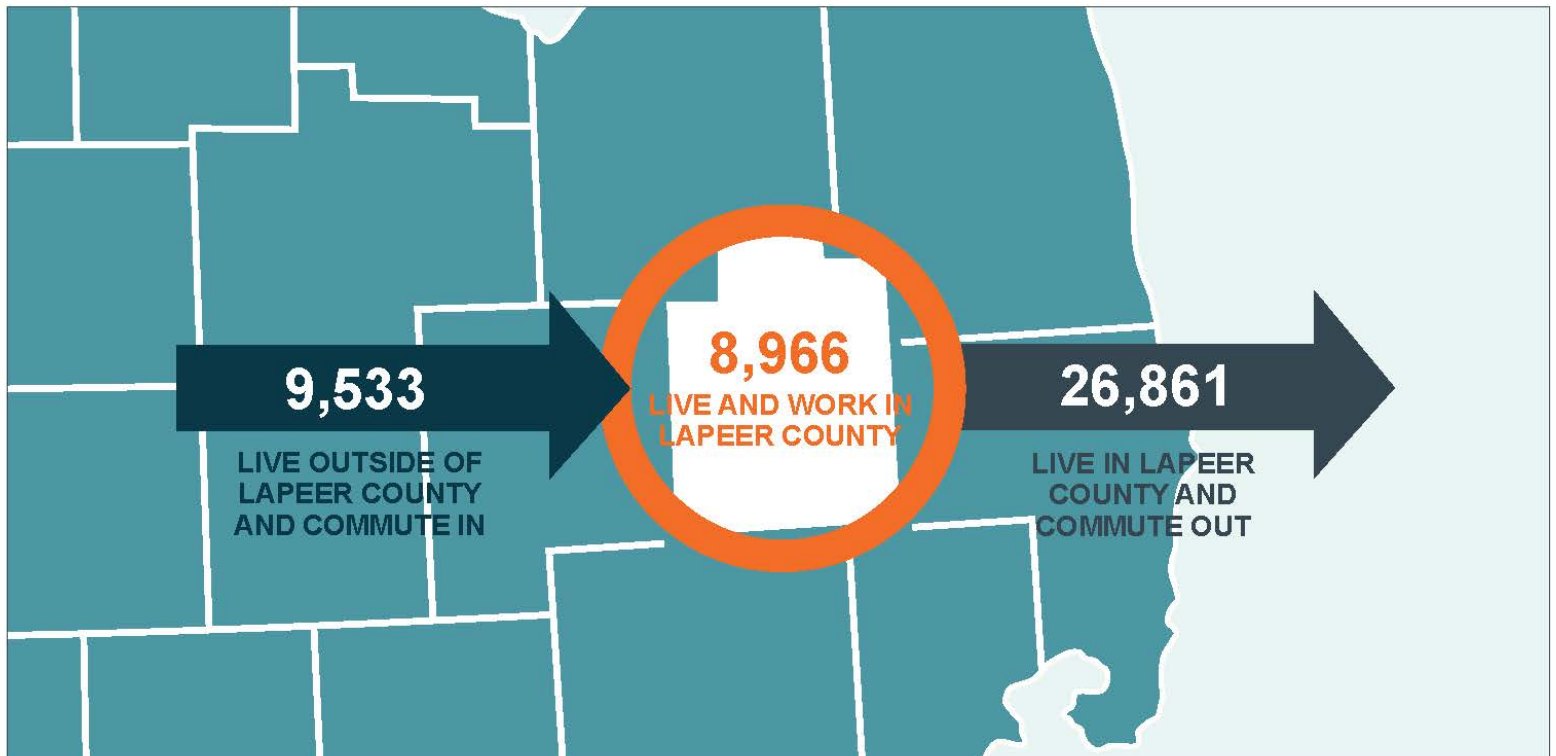 9,533
LIVE OUTSIDE OF
LAPEER COUNTY
AND COMMUTE IN
8,966
LIVE AND WORK IN
LAPEER COUNTY
26,861
LIVE IN LAPEER
COUNTY AND
COMMUTE OUT